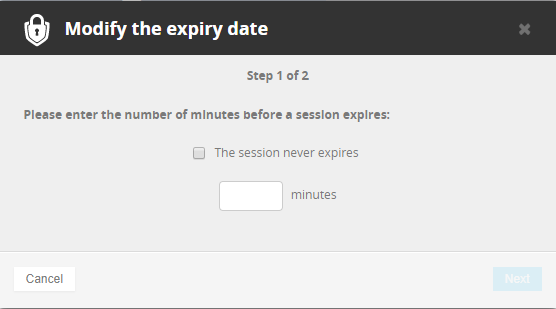 Modify the expiry date
Step 1 of 2
Please enter the number of minutes before a session expires:
The session never expires
minutes
Cancel
Next